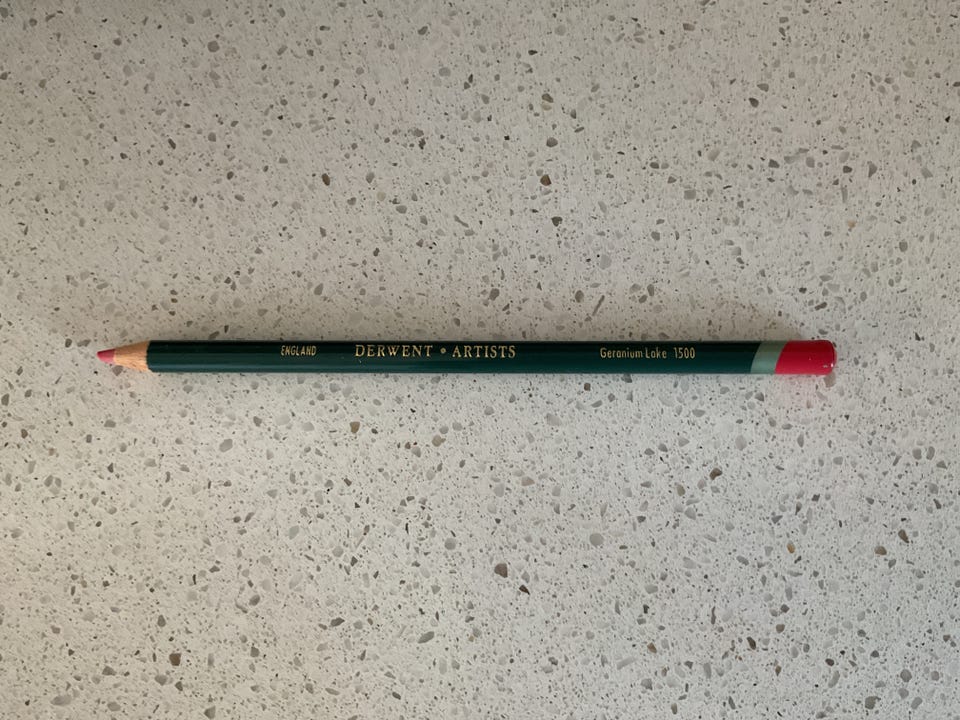 ENGLAND DERWENT • ARTISTS Geranium Lake 1500